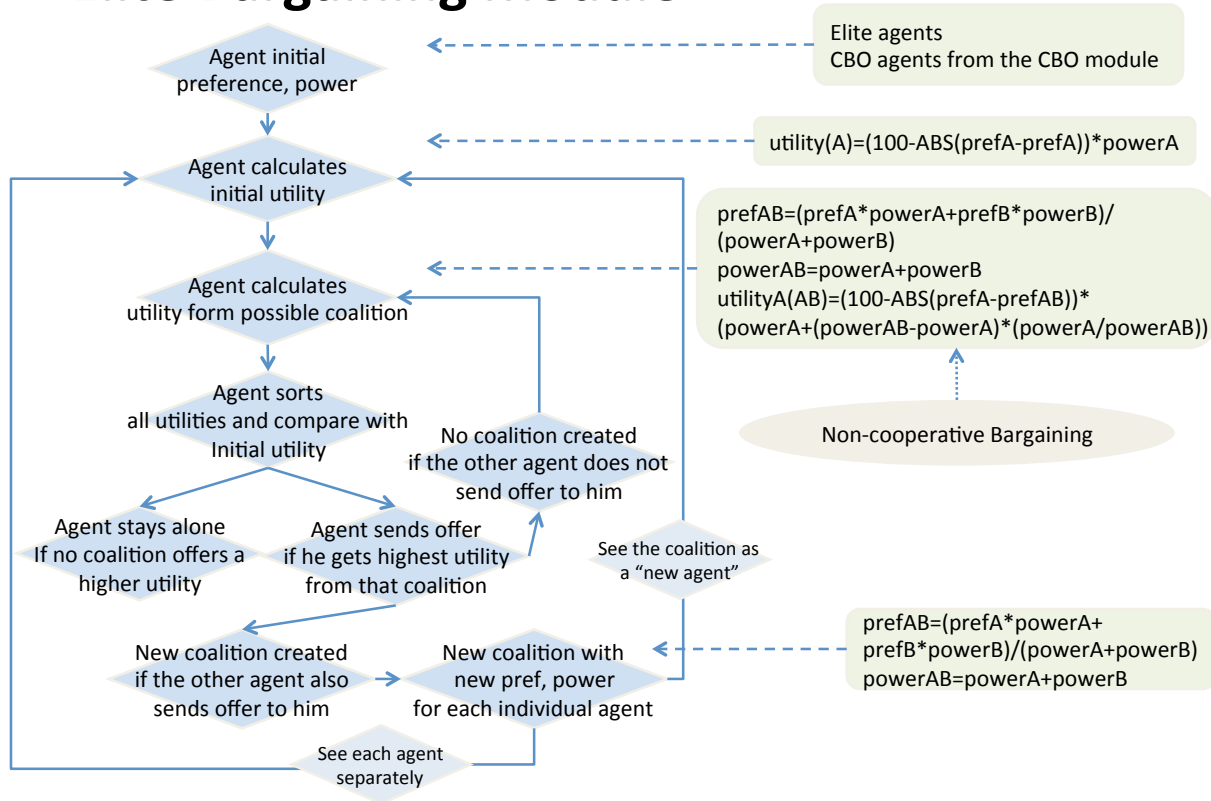 Bargaining Module
Agent initial
preference, power
Elite agents
CBO agents from the CBO module
Agent calculates
initial utility
utility(A)=(100-ABS(prefA-prefA))*powerA
Agent calculates
utility form possible coalition
prefAB=(prefA*powerA+prefB*powerB)/
(powerA+powerB)
powerAB=powerA+powerB
utilityA(AB)=(100-ABS(prefA-prefAB))*
(powerA+(powerAB-powerA)*(powerA/powerAB))
Agent sorts
all utilities and compare with
Initial utility
Non-cooperative Bargaining
No coalition created
if the other agent does not
send offer to him
Agent stays alone
If no coalition offers a
higher utility
Agent sends offer
if he gets highest utility
from that coalition
See the coalition as
a “new agent”
New coalition created
if the other agent also
sends offer to him
New coalition with
new pref, power
for each individual agent
prefAB=(prefA*powerA+
prefB*powerB)/(powerA+powerB)
powerAB=powerA+powerB
See each agent
separately